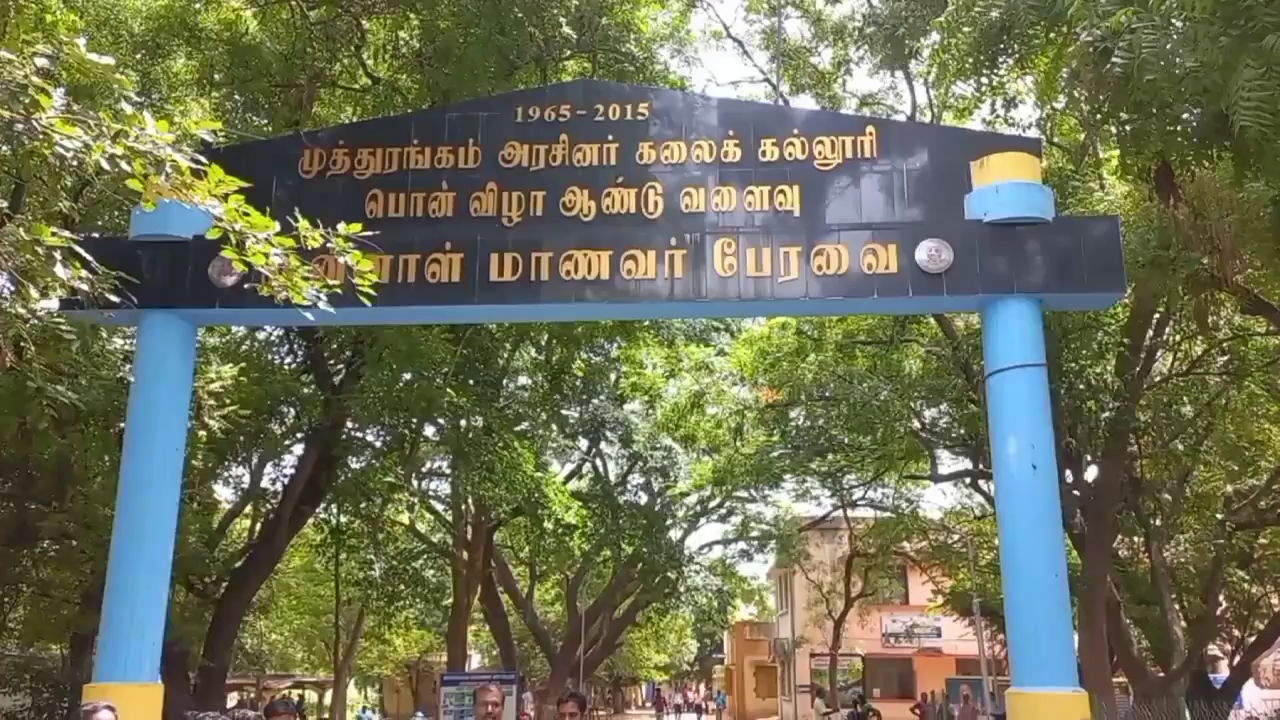 1965-2015
முத்துரங்கம் அரசினர் கலைக் கல்லூரி
பொன் விழா ஆண்டு வளைவு
மாணவர் பேரவை